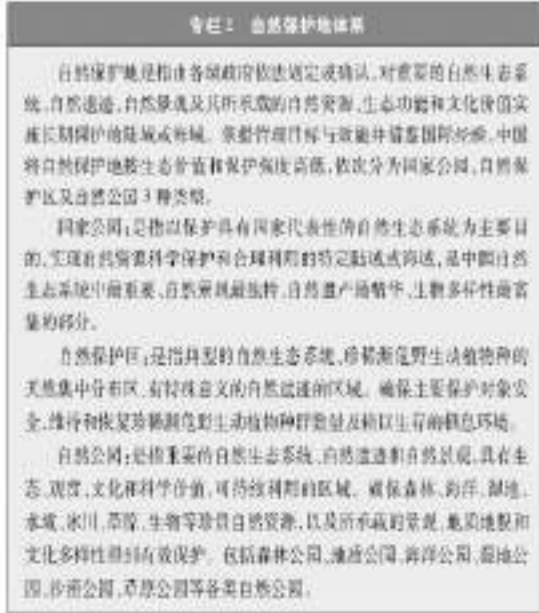 专栏2 自然保护地体系
自然保护地是指由各级政府依法划定或确认，对重要的自然生态系
统、自然遗迹、自然景观及其所承载的自然资源、生态功能和文化价值实
施长期保护的陆域或海域。依据管理目标与效能并借鉴国际经验，中国
将自然保护地按生态价值和保护强度高低，依次分为国家公园、自然保
护区及自然公园3种类型。
国家公园：是指以保护具有国家代表性的自然生态系统为主要目
的，实现自然资源科学保护和合理利用的特定陆域或海域，是中国自然
生态系统中最重要、自然景观最独特、自然遗产最精华、生物多样性最富
集的部分。
自然保护区：是指典型的自然生态系统、珍稀濒危野生动植物种的
天然集中分布区、有特殊意义的自然遗迹的区域。确保主要保护对象安
全，维持和恢复珍稀濒危野生动植物种群数量及赖以生存的栖息环境。
自然公园：是指重要的自然生态系统、自然遗迹和自然景观，具有生
态、观赏、文化和科学价值，可持续利用的区域。确保森林、海洋、湿地、
水域、冰川、草原、生物等珍贵自然资源，以及所承载的景观、地质地貌和
文化多样性得到有效保护。包括森林公园、地质公园、海洋公园、湿地公
园、沙漠公园、草原公园等各类自然公园。